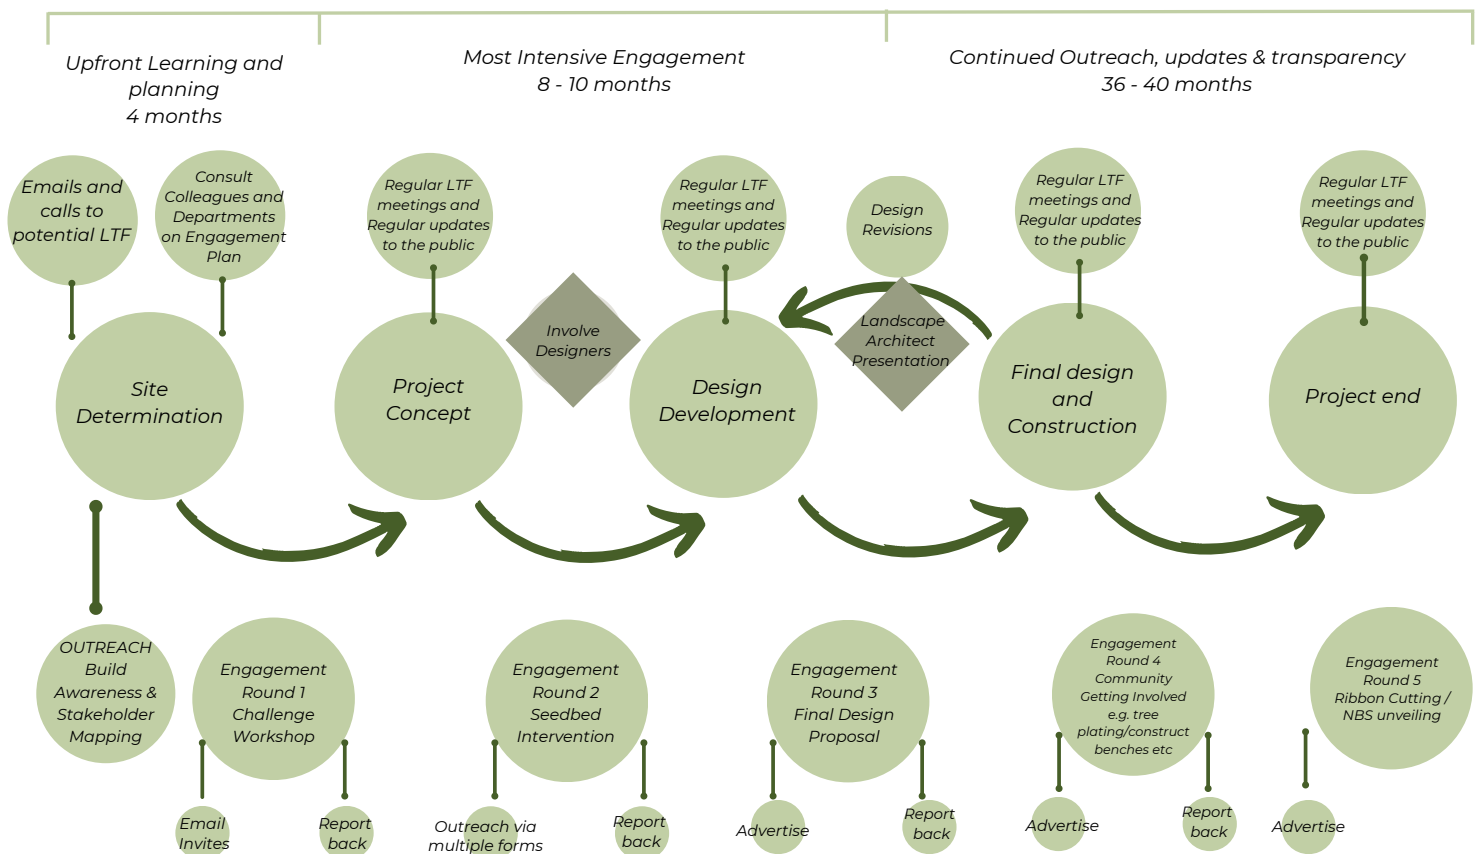 Upfront Learning and
planning
4 months
Most Intensive Engagement
8 - 10 months
Continued Outreach, updates & transparency
36 - 40 months
Emails and
calls to
potential LTF
Consult
Colleagues and
Departments
on Engagement
Plan
Regular LTF
meetings and
Regular updates
to the public
Regular LTF
meetings and
Regular updates
to the public
Design
Revisions
Regular LTF
meetings and
Regular updates
to the public
Regular LTF
meetings and
Regular updates
to the public
Site
Determination
Project
Concept
Involve
Designers
Design
Development
Landscape
Architect
Presentation
Final design
and
Construction
Project end
OUTREACH
Build
Awareness &
Stakeholder
Mapping
Engagement
Round 1
Challenge
Workshop
Engagement
Round 2
Seedbed
Intervention
Engagement
Round 3
Final Design
Proposal
Engagement
Round 4
Community
Getting Involved
e.g. tree
plating/construct
benches etc
Engagement
Round 5
Ribbon Cutting /
NBS unveiling
Email
Invites
Report
back
Outreach via
multiple forms
Report
back
Advertise
Report
back
Advertise
Report
back
Advertise